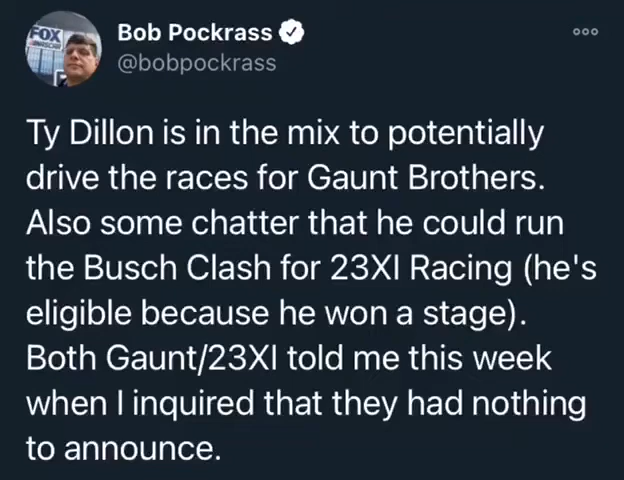 FOX
NASCAR
Bob Pockrass
@bobpockrass
Ty Dillon is in the mix to potentially
drive the races for Gaunt Brothers.
Also some chatter that he could run
the Busch Clash for 23XI Racing (he's
eligible because he won a stage).
Both Gaunt/23XI told me this week
when I inquired that they had nothing
to announce.